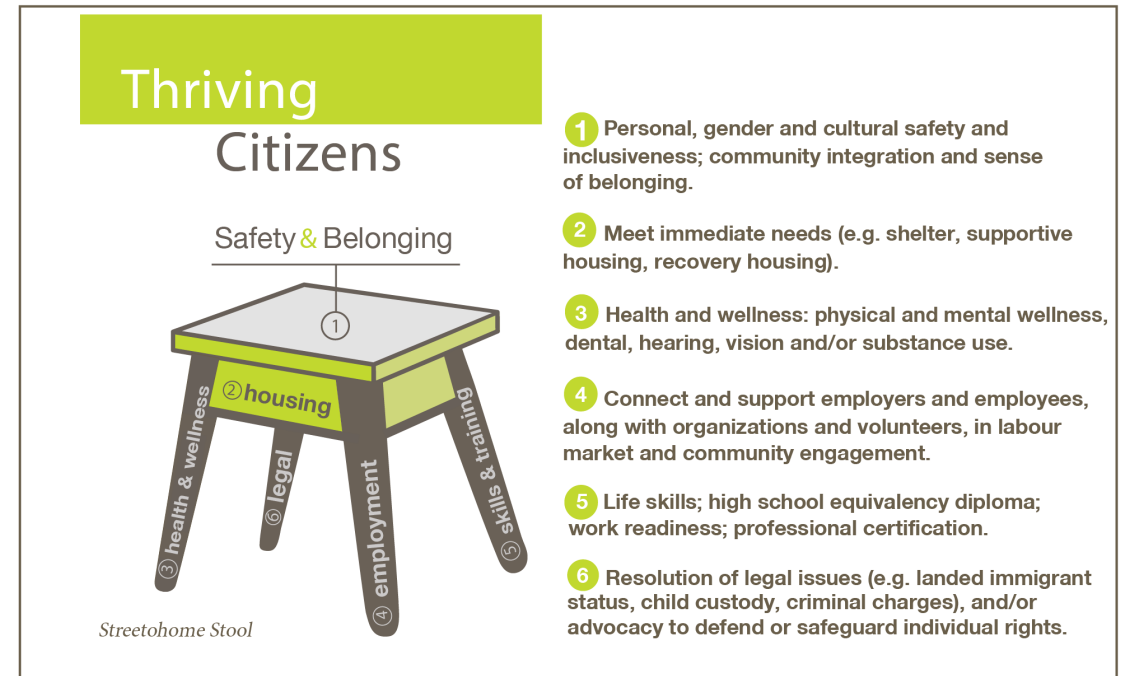 Thriving
Citizens
Safety & Belonging
1
2 housing
3 health & wellness
6 legal
4 employment
5 skills & training
Streetohome Stool
1 Personal, gender and cultural safety and
inclusiveness; community integration and sense
of belonging.
2 Meet immediate needs (e.g. shelter, supportive
housing, recovery housing).
3 Health and wellness: physical and mental wellness,
dental, hearing, vision and/or substance use.
4 Connect and support employers and employees,
along with organizations and volunteers, in labour
market and community engagement.
5 Life skills; high school equivalency diploma;
work readiness; professional certification.
6 Resolution of legal issues (e.g. landed immigrant
status, child custody, criminal charges), and/or
advocacy to defend or safeguard individual rights.